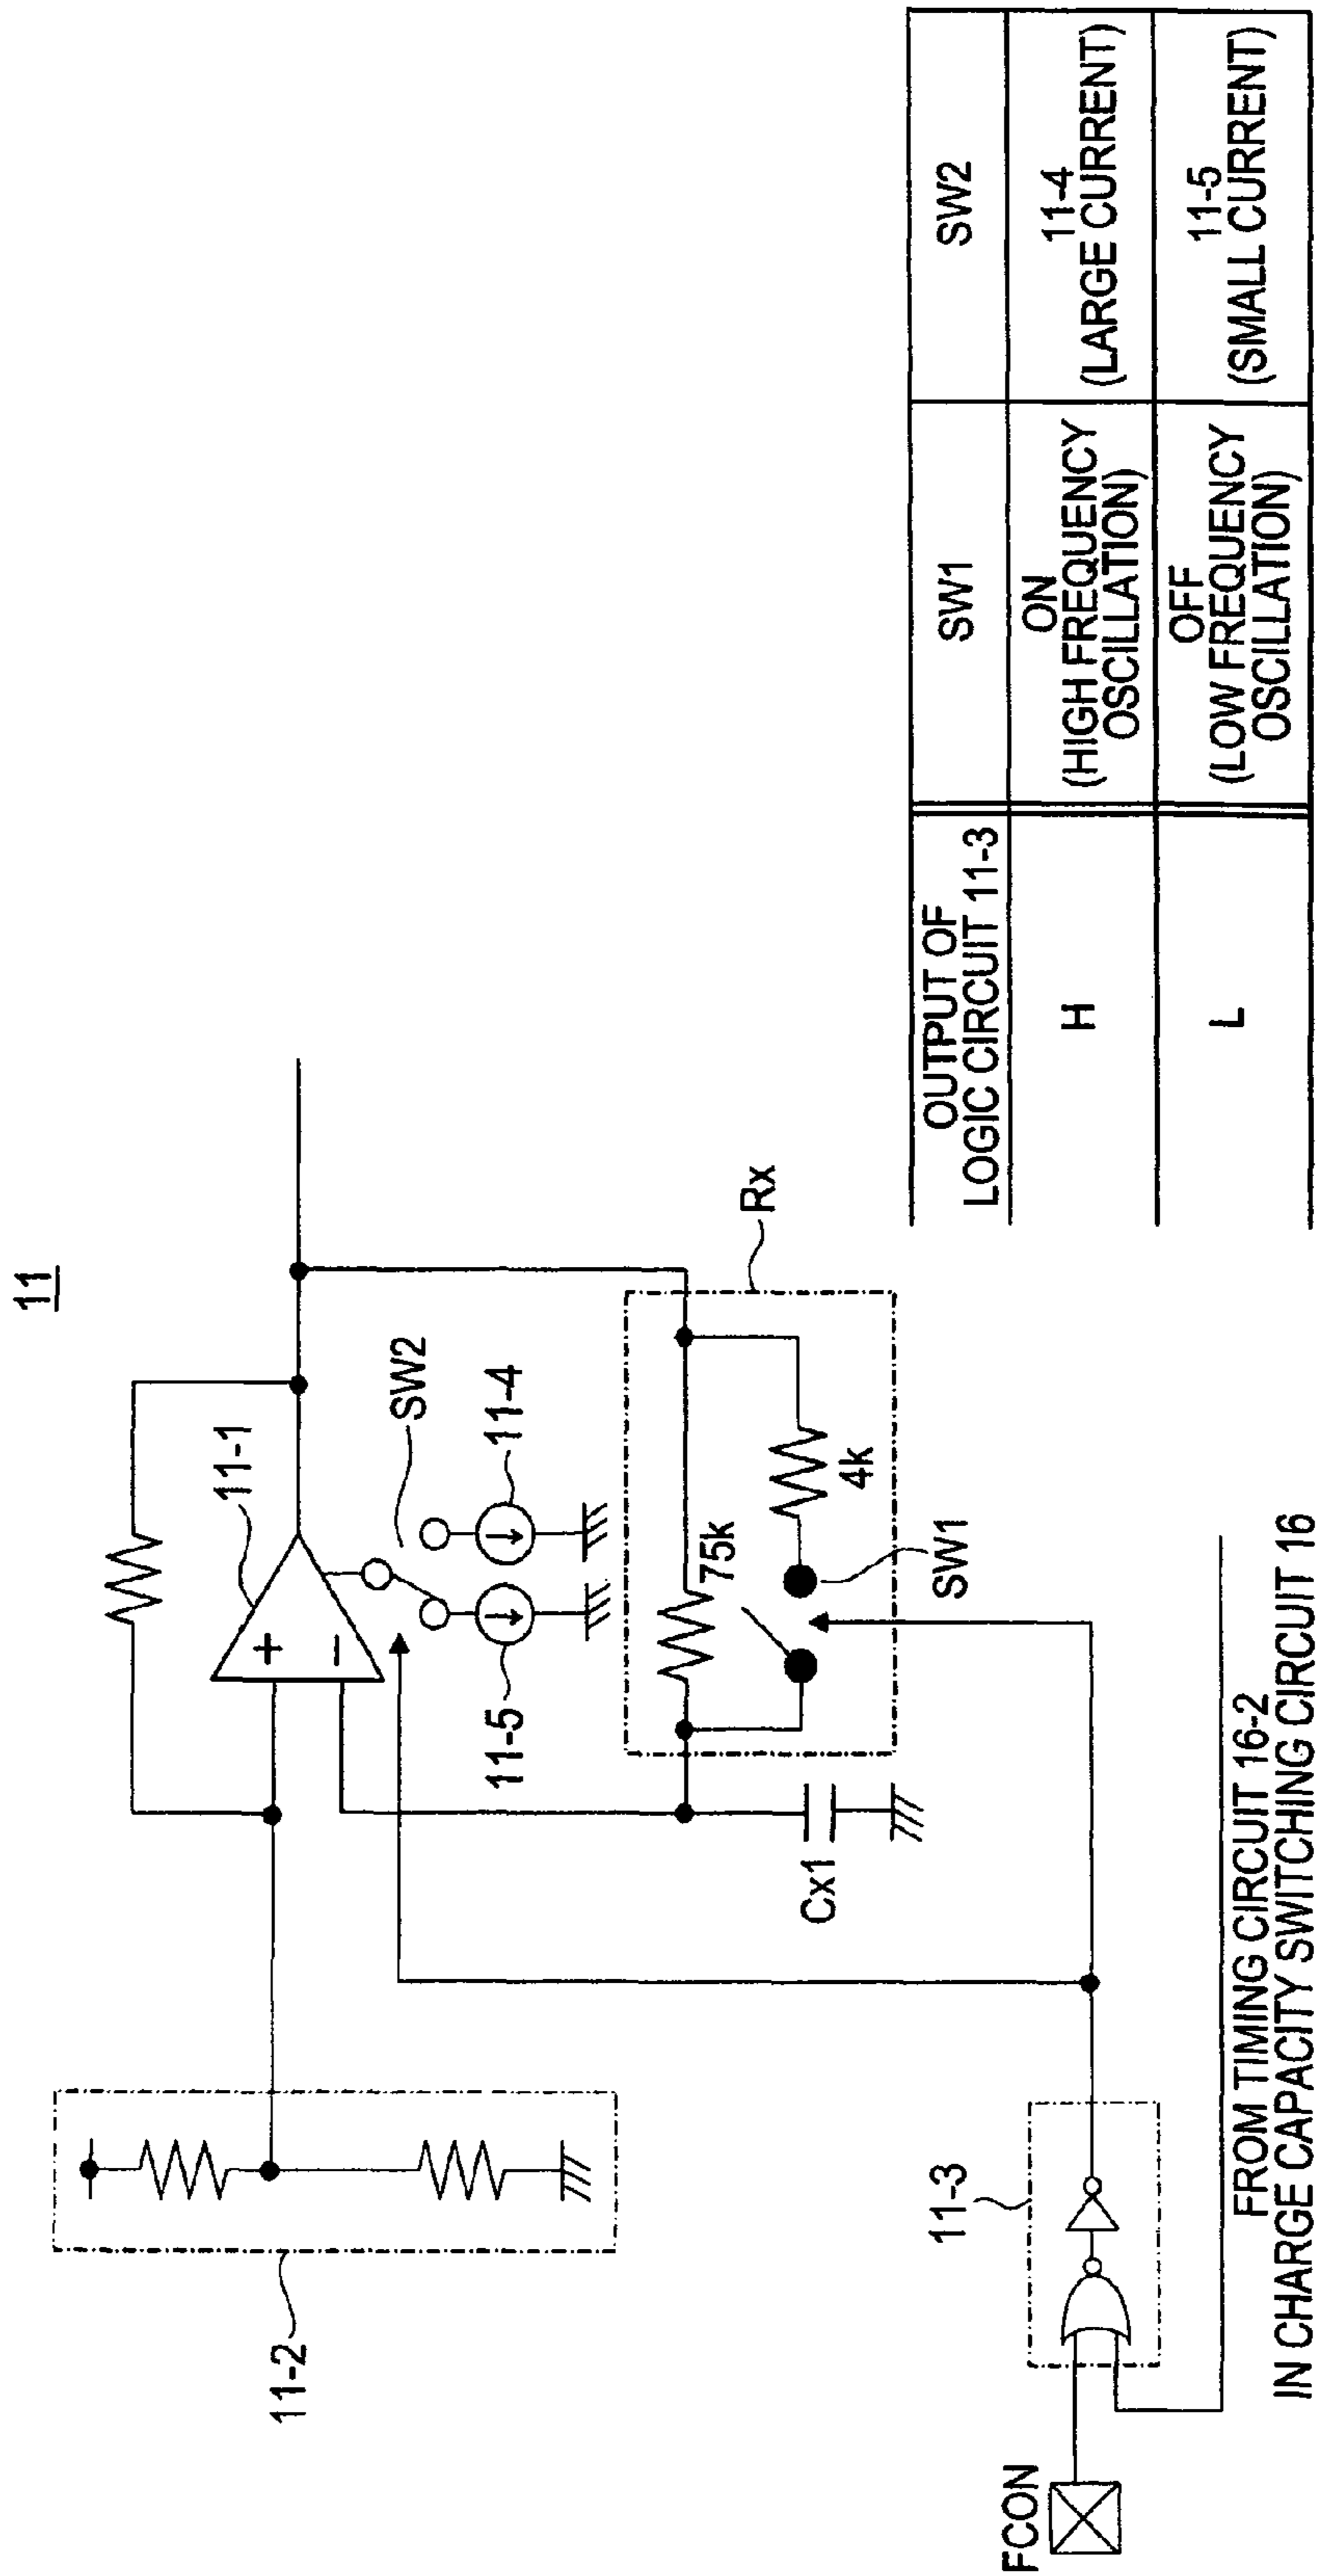 11
11-2
11-1
+
−
SW2
11-4
11-5
Rx
75k
4k
SW1
Cx1
11-3
FCON
FROM TIMING CIRCUIT 16-2
IN CHARGE CAPACITY SWITCHING CIRCUIT 16
OUTPUT OF
LOGIC CIRCUIT 11-3
SW1
SW2
H
ON
(HIGH FREQUENCY
OSCILLATION)
11-4
(LARGE CURRENT)
L
OFF
(LOW FREQUENCY
OSCILLATION)
11-5
(SMALL CURRENT)